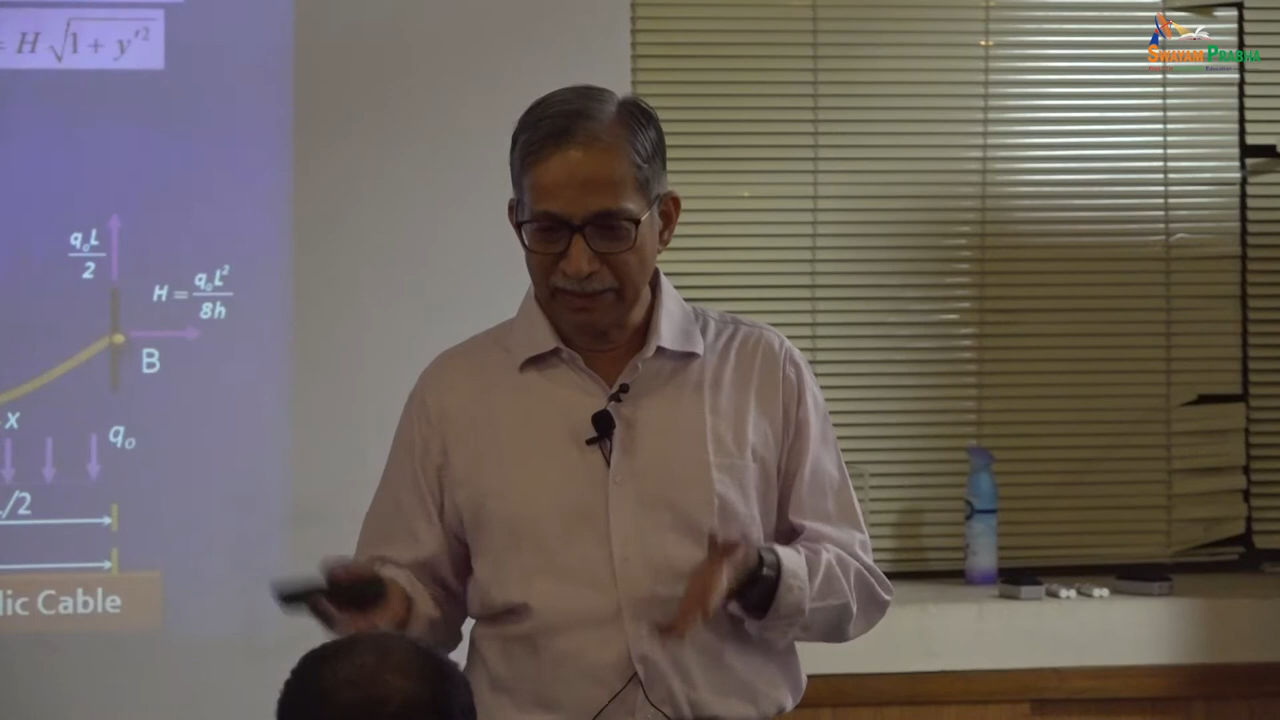 = H √1 + y'²
SWAYAM PRABHA
q₀L
2
H = q₀L²
8h
B
x
q₀
/2
lic Cable